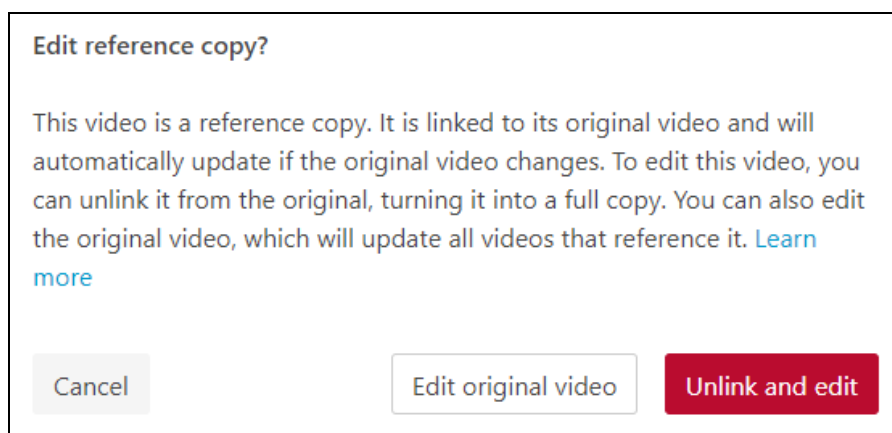 Edit reference copy?
This video is a reference copy. It is linked to its original video and will
automatically update if the original video changes. To edit this video, you
can unlink it from the original, turning it into a full copy. You can also edit
the original video, which will update all videos that reference it. Learn
more
Cancel
Edit original video
Unlink and edit